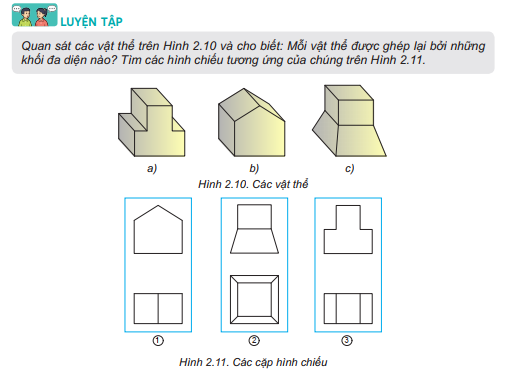 LUYỆN TẬP
Quan sát các vật thể trên Hình 2.10 và cho biết: Mỗi vật thể được ghép lại bởi những
khối đa diện nào? Tìm các hình chiếu tương ứng của chúng trên Hình 2.11.
a) b) c)
Hình 2.10. Các vật thể
1 2 3
Hình 2.11. Các cặp hình chiếu